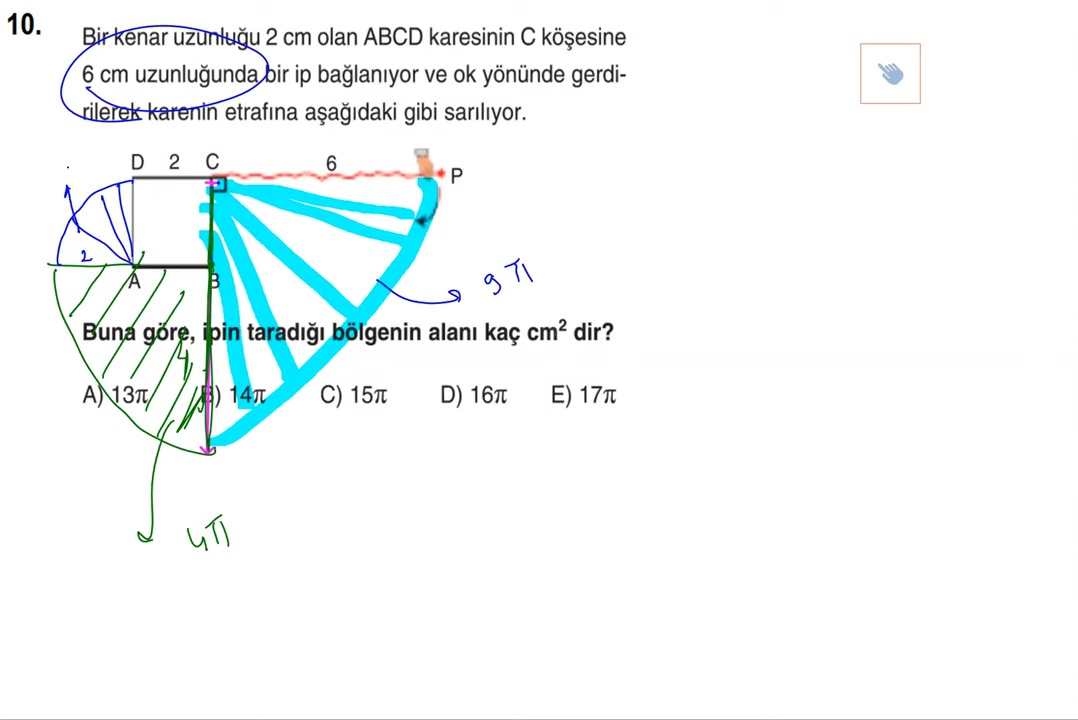 10.
Bir kenar uzunluğu 2 cm olan ABCD karesinin C köşesine
6 cm uzunluğunda bir ip bağlanıyor ve ok yönünde gerdi-
rilerek karenin etrafına aşağıdaki gibi sarılıyor.
D 2 C 6 P
2
A B
9π
Buna göre, ipin taradığı bölgenin alanı kaç cm² dir?
4
A) 13π B) 14π C) 15π D) 16π E) 17π
4π